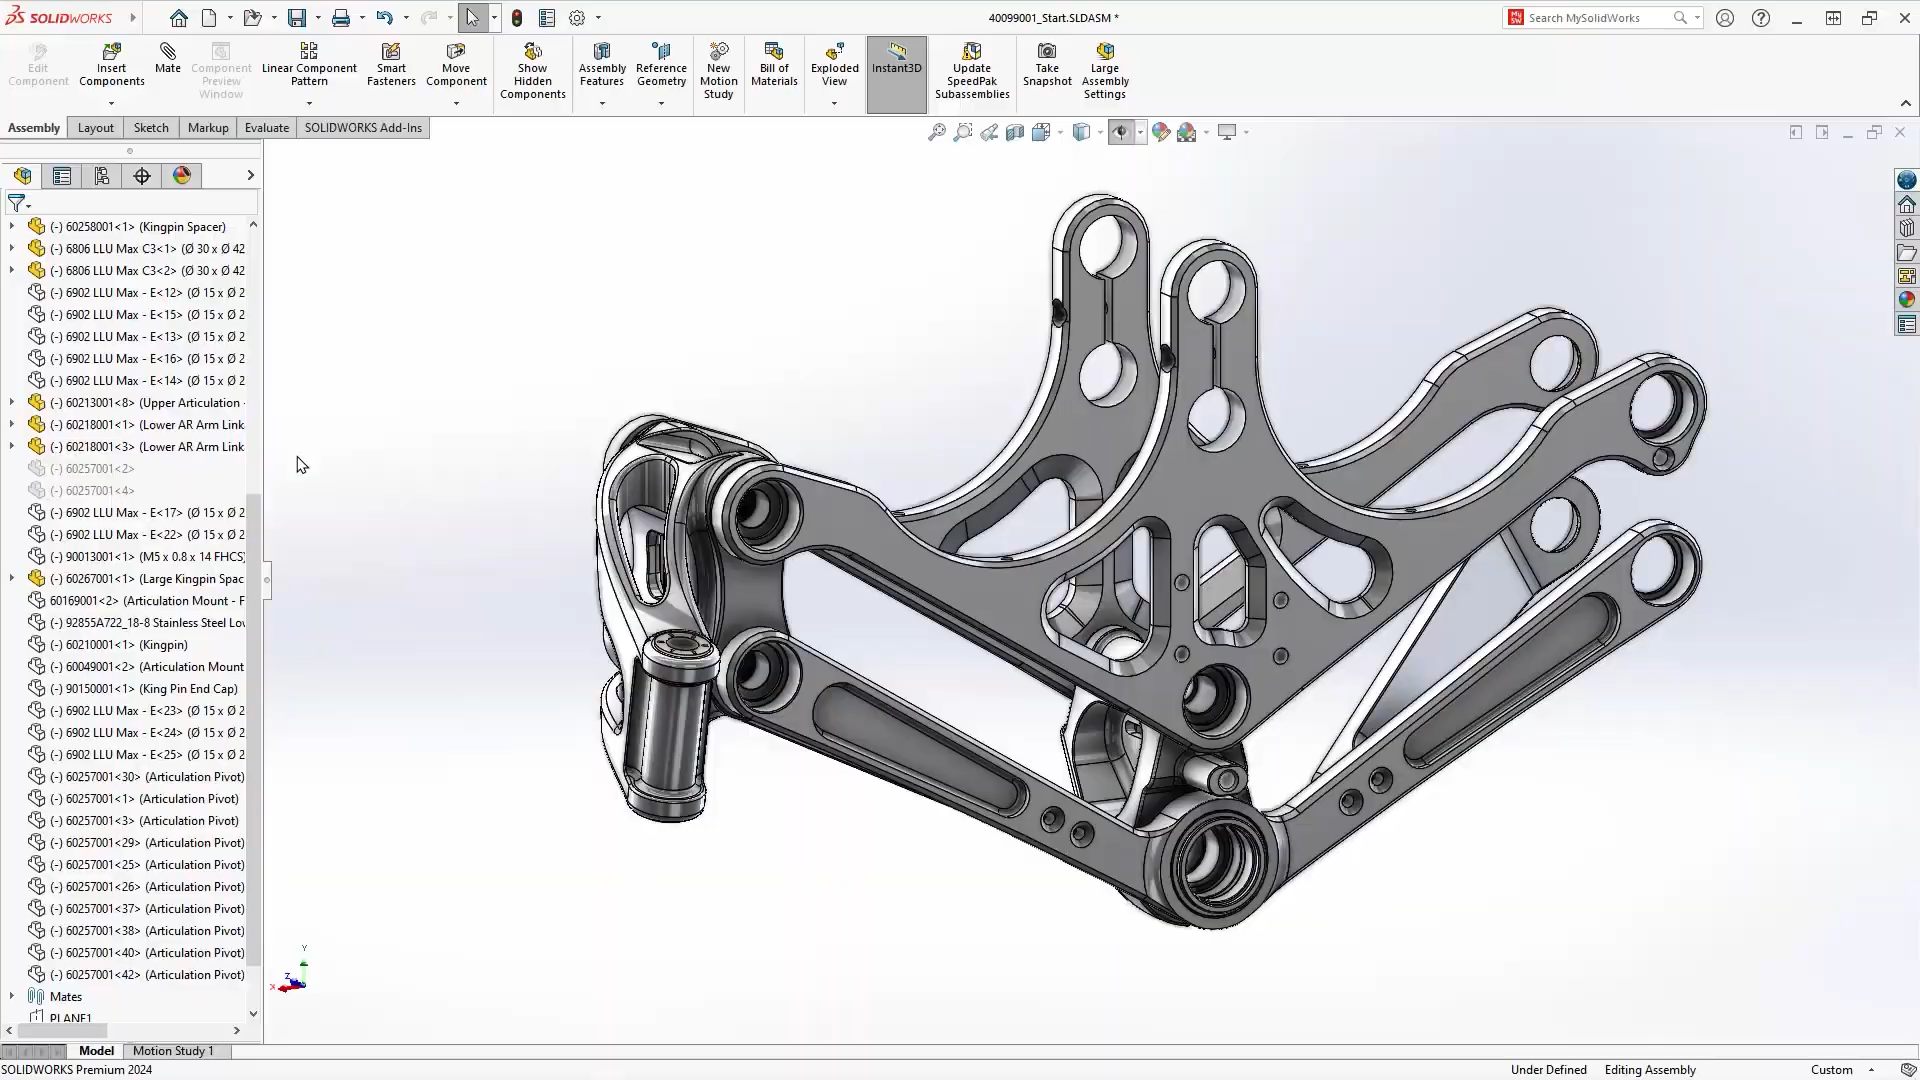 SOLIDWORKS
40099001_Start.SLDASM *
Search MySolidWorks
Edit Component
Insert Components
Mate
Component Preview Window
Linear Component Pattern
Smart Fasteners
Move Component
Show Hidden Components
Assembly Features
Reference Geometry
New Motion Study
Bill of Materials
Exploded View
Instant3D
Update SpeedPak Subassemblies
Take Snapshot
Large Assembly Settings
Assembly
Layout
Sketch
Markup
Evaluate
SOLIDWORKS Add-Ins
(-) 60258001<1> (Kingpin Spacer)
(-) 6806 LLU Max C3<1> (Ø 30 x Ø 42
(-) 6806 LLU Max C3<2> (Ø 30 x Ø 42
(-) 6902 LLU Max - E<12> (Ø 15 x Ø 2
(-) 6902 LLU Max - E<15> (Ø 15 x Ø 2
(-) 6902 LLU Max - E<13> (Ø 15 x Ø 2
(-) 6902 LLU Max - E<16> (Ø 15 x Ø 2
(-) 6902 LLU Max - E<14> (Ø 15 x Ø 2
(-) 60213001<8> (Upper Articulation -
(-) 60218001<1> (Lower AR Arm Link
(-) 60218001<3> (Lower AR Arm Link
(-) 60257001<2>
(-) 60257001<4>
(-) 6902 LLU Max - E<17> (Ø 15 x Ø 2
(-) 6902 LLU Max - E<22> (Ø 15 x Ø 2
(-) 90013001<1> (M5 x 0.8 x 14 FHCS)
(-) 60267001<1> (Large Kingpin Spac
60169001<2> (Articulation Mount - F
(-) 92855A722_18-8 Stainless Steel Lov
(-) 60210001<1> (Kingpin)
(-) 60049001<2> (Articulation Mount
(-) 90150001<1> (King Pin End Cap)
(-) 6902 LLU Max - E<23> (Ø 15 x Ø 2
(-) 6902 LLU Max - E<24> (Ø 15 x Ø 2
(-) 6902 LLU Max - E<25> (Ø 15 x Ø 2
(-) 60257001<30> (Articulation Pivot)
(-) 60257001<1> (Articulation Pivot)
(-) 60257001<3> (Articulation Pivot)
(-) 60257001<29> (Articulation Pivot)
(-) 60257001<25> (Articulation Pivot)
(-) 60257001<26> (Articulation Pivot)
(-) 60257001<37> (Articulation Pivot)
(-) 60257001<38> (Articulation Pivot)
(-) 60257001<40> (Articulation Pivot)
(-) 60257001<42> (Articulation Pivot)
Mates
PLANE1
Y
Z
X
Model
Motion Study 1
SOLIDWORKS Premium 2024
Under Defined
Editing Assembly
Custom